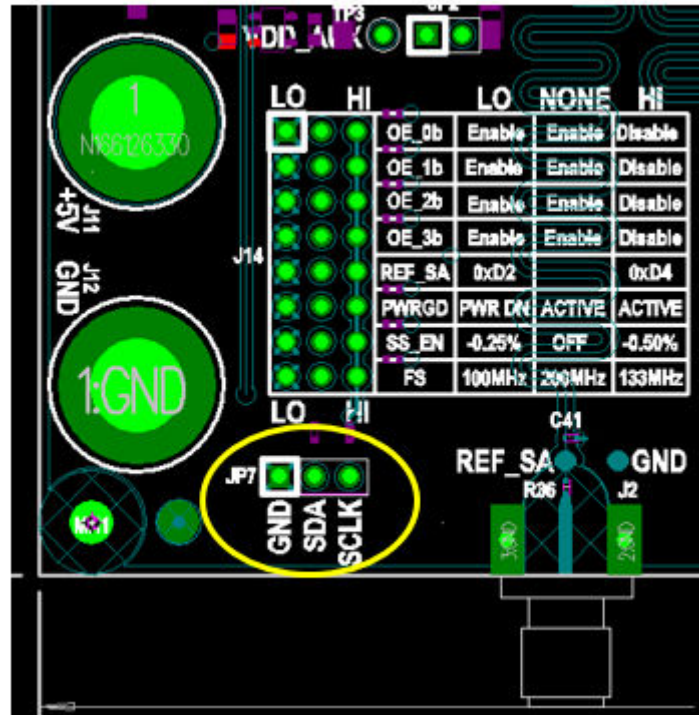 TP3
VDD_AUX
1
N166126330
J11
+5V
LO HI LO NONE HI
OE_0b Enable Enable Disable
OE_1b Enable Enable Disable
OE_2b Enable Enable Disable
OE_3b Enable Enable Disable
REF_SA 0xD2 0xD4
PWRGD PWR DN ACTIVE ACTIVE
SS_EN -0.25% OFF -0.50%
FS 100MHz 200MHz 133MHz
J14
J12
GND
1:GND
LO HI
C41
JP7
GND
SDA
SCLK
REF_SA GND
R36 J2